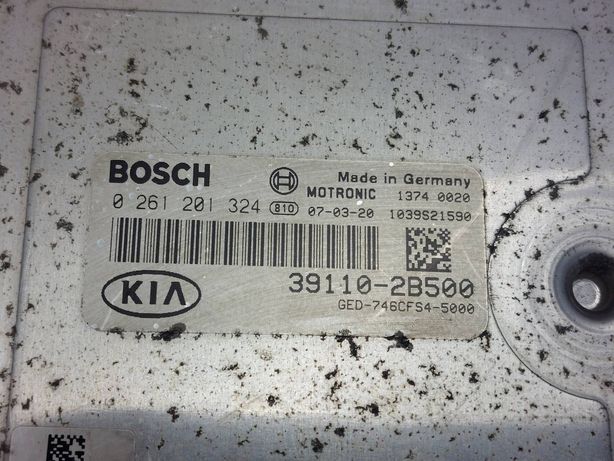 BOSCH
Made in Germany
MOTRONIC 1374 0020
0 261 201 324 810 07-03-20 1039S21590
39110-2B500
KIA
GED-746CFS4-5000